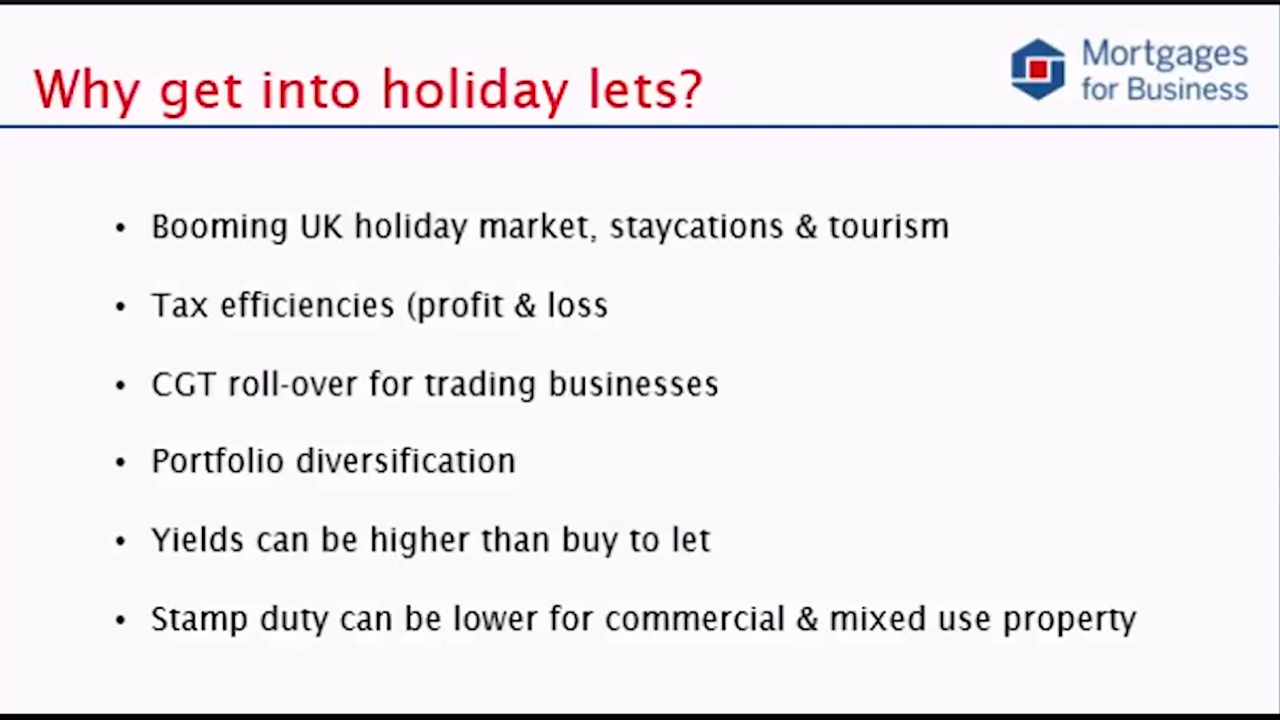 Why get into holiday lets?
Mortgages
for Business
• Booming UK holiday market, staycations & tourism
• Tax efficiencies (profit & loss
• CGT roll-over for trading businesses
• Portfolio diversification
• Yields can be higher than buy to let
• Stamp duty can be lower for commercial & mixed use property